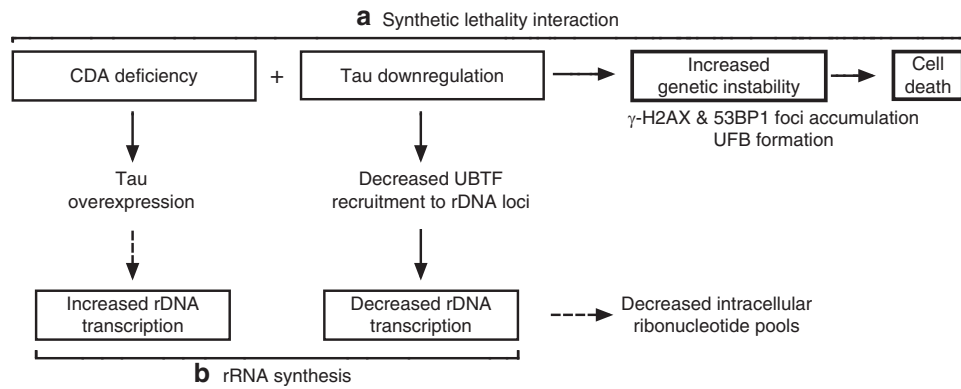 a Synthetic lethality interaction
CDA deficiency + Tau downregulation
Increased
genetic instability
Cell
death
γ-H2AX & 53BP1 foci accumulation
UFB formation
Tau
overexpression
Decreased UBTF
recruitment to rDNA loci
Increased rDNA
transcription
Decreased rDNA
transcription
Decreased intracellular
ribonucleotide pools
b rRNA synthesis